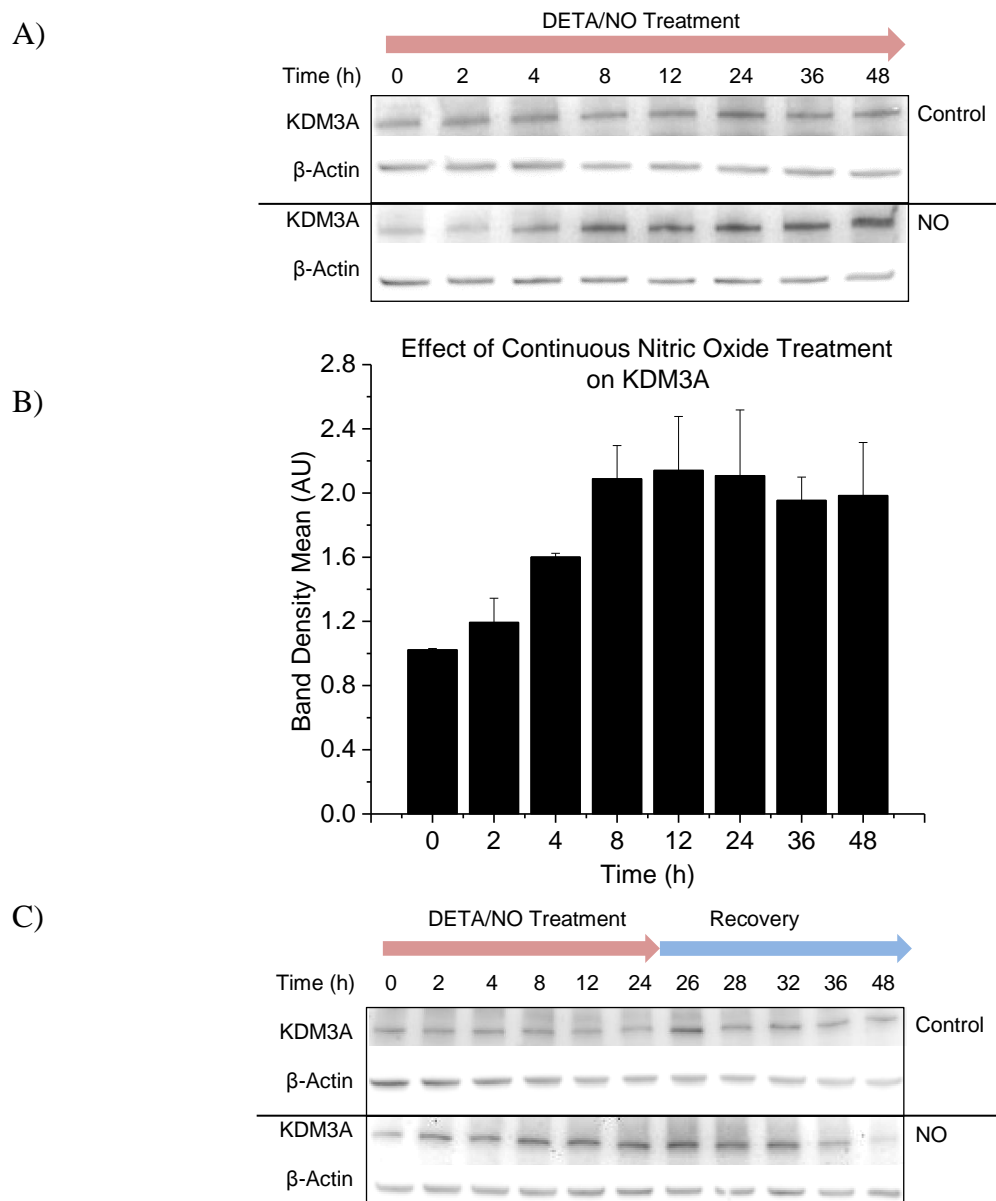 A)
DETA/NO Treatment
Time (h) 0 2 4 8 12 24 36 48
KDM3A
Control
β-Actin
KDM3A
NO
β-Actin
B)
Effect of Continuous Nitric Oxide Treatment
on KDM3A
Band Density Mean (AU)
2.8
2.4
2.0
1.6
1.2
0.8
0.4
0.0
0 2 4 8 12 24 36 48
Time (h)
C)
DETA/NO Treatment Recovery
Time (h) 0 2 4 8 12 24 26 28 32 36 48
KDM3A
Control
β-Actin
KDM3A
NO
β-Actin